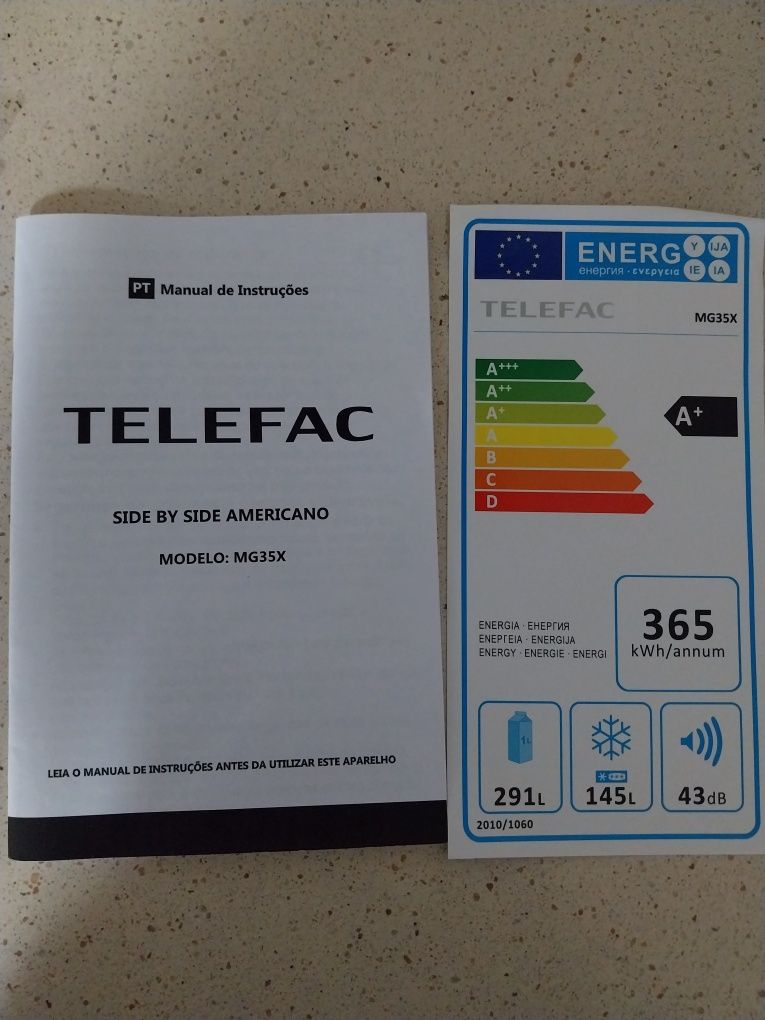 PT Manual de Instruções
TELEFAC
SIDE BY SIDE AMERICANO
MODELO: MG35X
LEIA O MANUAL DE INSTRUÇÕES ANTES DA UTILIZAR ESTE APARELHO
ENERG Y IJA
енергия · ενεργεια IE IA
TELEFAC
MG35X
A+++
A++
A+
A
B
C
D
A+
ENERGIA · ЕНЕРГИЯ
ΕΝΕΡΓΕΙΑ · ENERGIJA
ENERGY · ENERGIE · ENERGI
365
kWh/annum
1L
291L
145L
43dB
2010/1060